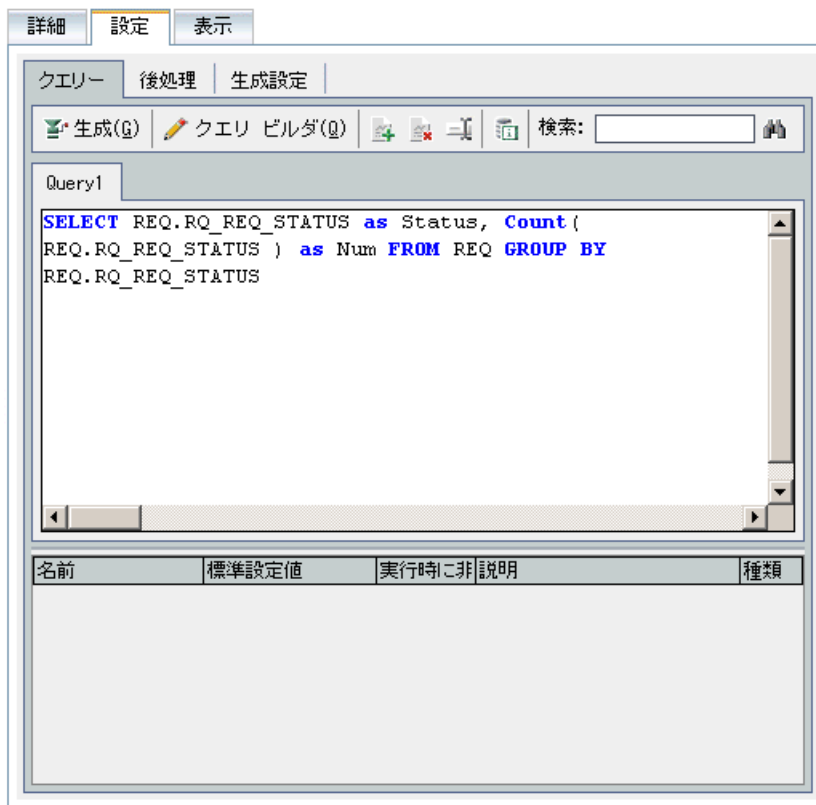 詳細 設定 表示
クエリー 後処理 生成設定
生成(G) クエリ ビルダ(Q) 検索:
Query1
SELECT REQ.RQ_REQ_STATUS as Status, Count(
REQ.RQ_REQ_STATUS ) as Num FROM REQ GROUP BY
REQ.RQ_REQ_STATUS
名前 標準設定値 実行時に非 説明 種類